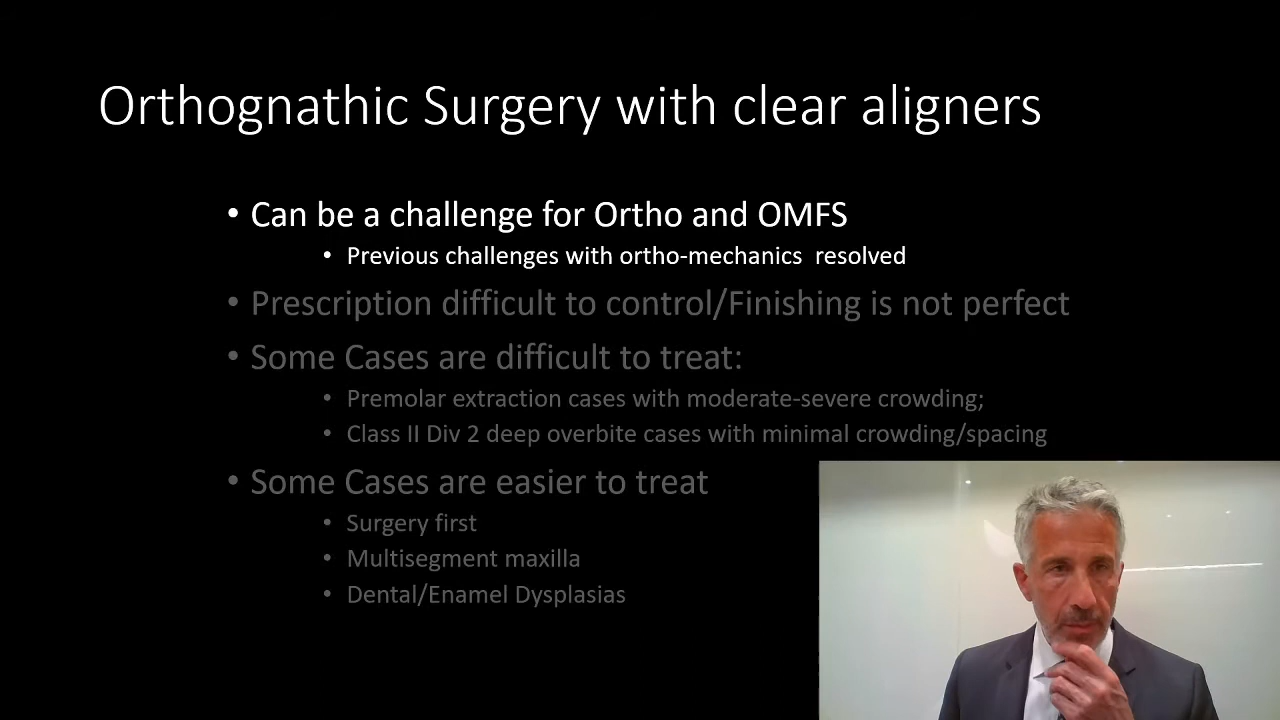 Orthognathic Surgery with clear aligners
• Can be a challenge for Ortho and OMFS
• Previous challenges with ortho-mechanics resolved
• Prescription difficult to control/Finishing is not perfect
• Some Cases are difficult to treat:
• Premolar extraction cases with moderate-severe crowding;
• Class II Div 2 deep overbite cases with minimal crowding/spacing
• Some Cases are easier to treat
• Surgery first
• Multisegment maxilla
• Dental/Enamel Dysplasias